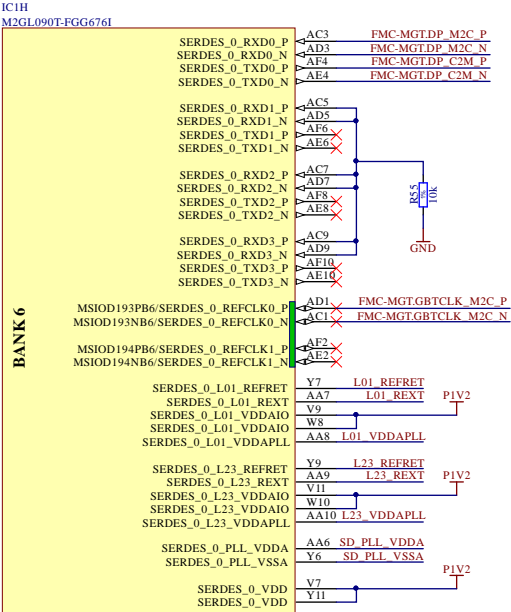 IC1H
M2GL090T-FGG676I
BANK 6
SERDES_0_RXD0_P AC3 FMC-MGT.DP_M2C_P
SERDES_0_RXD0_N AD3 FMC-MGT.DP_M2C_N
SERDES_0_TXD0_P AF4 FMC-MGT.DP_C2M_P
SERDES_0_TXD0_N AE4 FMC-MGT.DP_C2M_N
SERDES_0_RXD1_P AC5
SERDES_0_RXD1_N AD5
SERDES_0_TXD1_P AF6
SERDES_0_TXD1_N AE6
SERDES_0_RXD2_P AC7
SERDES_0_RXD2_N AD7
SERDES_0_TXD2_P AF8
SERDES_0_TXD2_N AE8
R55 10k
GND
SERDES_0_RXD3_P AC9
SERDES_0_RXD3_N AD9
SERDES_0_TXD3_P AF10
SERDES_0_TXD3_N AE10
MSIOD193PB6/SERDES_0_REFCLK0_P AD1 FMC-MGT.GBTCLK_M2C_P
MSIOD193NB6/SERDES_0_REFCLK0_N AC1 FMC-MGT.GBTCLK_M2C_N
MSIOD194PB6/SERDES_0_REFCLK1_P AF2
MSIOD194NB6/SERDES_0_REFCLK1_N AE2
SERDES_0_L01_REFRET Y7 L01_REFRET
SERDES_0_L01_REXT AA7 L01_REXT P1V2
SERDES_0_L01_VDDAIO V9
SERDES_0_L01_VDDAIO W8
SERDES_0_L01_VDDAPLL AA8 L01_VDDAPLL
SERDES_0_L23_REFRET Y9 L23_REFRET
SERDES_0_L23_REXT AA9 L23_REXT P1V2
SERDES_0_L23_VDDAIO V11
SERDES_0_L23_VDDAIO W10
SERDES_0_L23_VDDAPLL AA10 L23_VDDAPLL
SERDES_0_PLL_VDDA AA6 SD_PLL_VDDA
SERDES_0_PLL_VSSA Y6 SD_PLL_VSSA
P1V2
SERDES_0_VDD V7
SERDES_0_VDD Y11